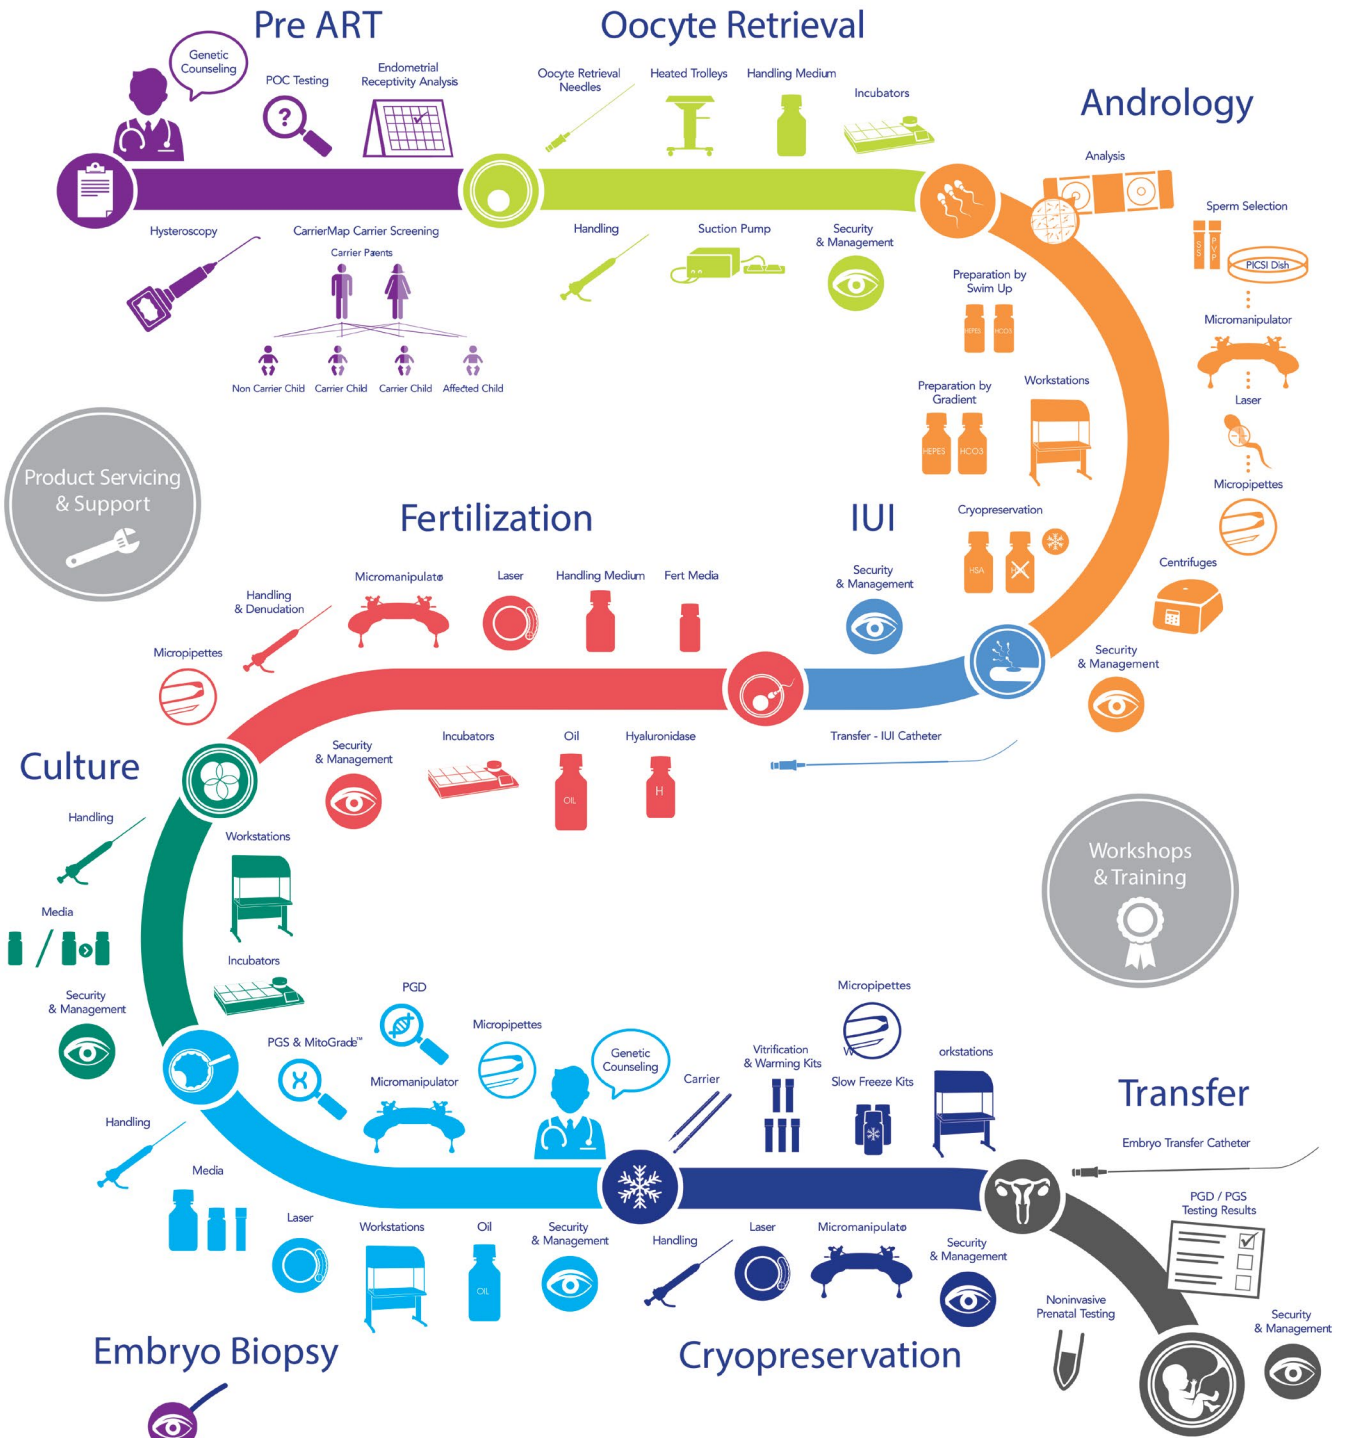 Pre ART
Genetic
Counseling
POC Testing
Endometrial
Receptivity Analysis
Hysteroscopy
CarrierMap Carrier Screening
Carrier Parents
Non Carrier Child
Carrier Child
Carrier Child
Affected Child
Oocyte Retrieval
Oocyte Retrieval
Needles
Heated Trolleys
Handling Medium
Incubators
Handling
Suction Pump
Security
& Management
Andrology
Analysis
Sperm Selection
SS
PVP
PICSI Dish
Micromanipulator
Laser
Micropipettes
Preparation by
Swim Up
HEPES
HCO3
Preparation by
Gradient
HEPES
HCO3
Workstations
Cryopreservation
HSA
Centrifuges
Security
& Management
Product Servicing
& Support
IUI
Security
& Management
Transfer - IUI Catheter
Fertilization
Fert Media
Handling Medium
Laser
Micromanipulato
Handling
& Denudation
Micropipettes
Security
& Management
Incubators
Oil
OIL
Hyaluronidase
H
Culture
Handling
Workstations
Media
Incubators
Security
& Management
Workshops
& Training
PGD
PGS & MitoGrade™
Micropipettes
Micromanipulator
Genetic
Counseling
Handling
Media
Laser
Workstations
Oil
OIL
Security
& Management
Embryo Biopsy
Micropipettes
Carrier
Vitrification
& Warming Kits
W
orkstations
Slow Freeze Kits
Handling
Laser
Micromanipulato
Security
& Management
Cryopreservation
Transfer
Embryo Transfer Catheter
PGD / PGS
Testing Results
Noninvasive
Prenatal Testing
Security
& Management